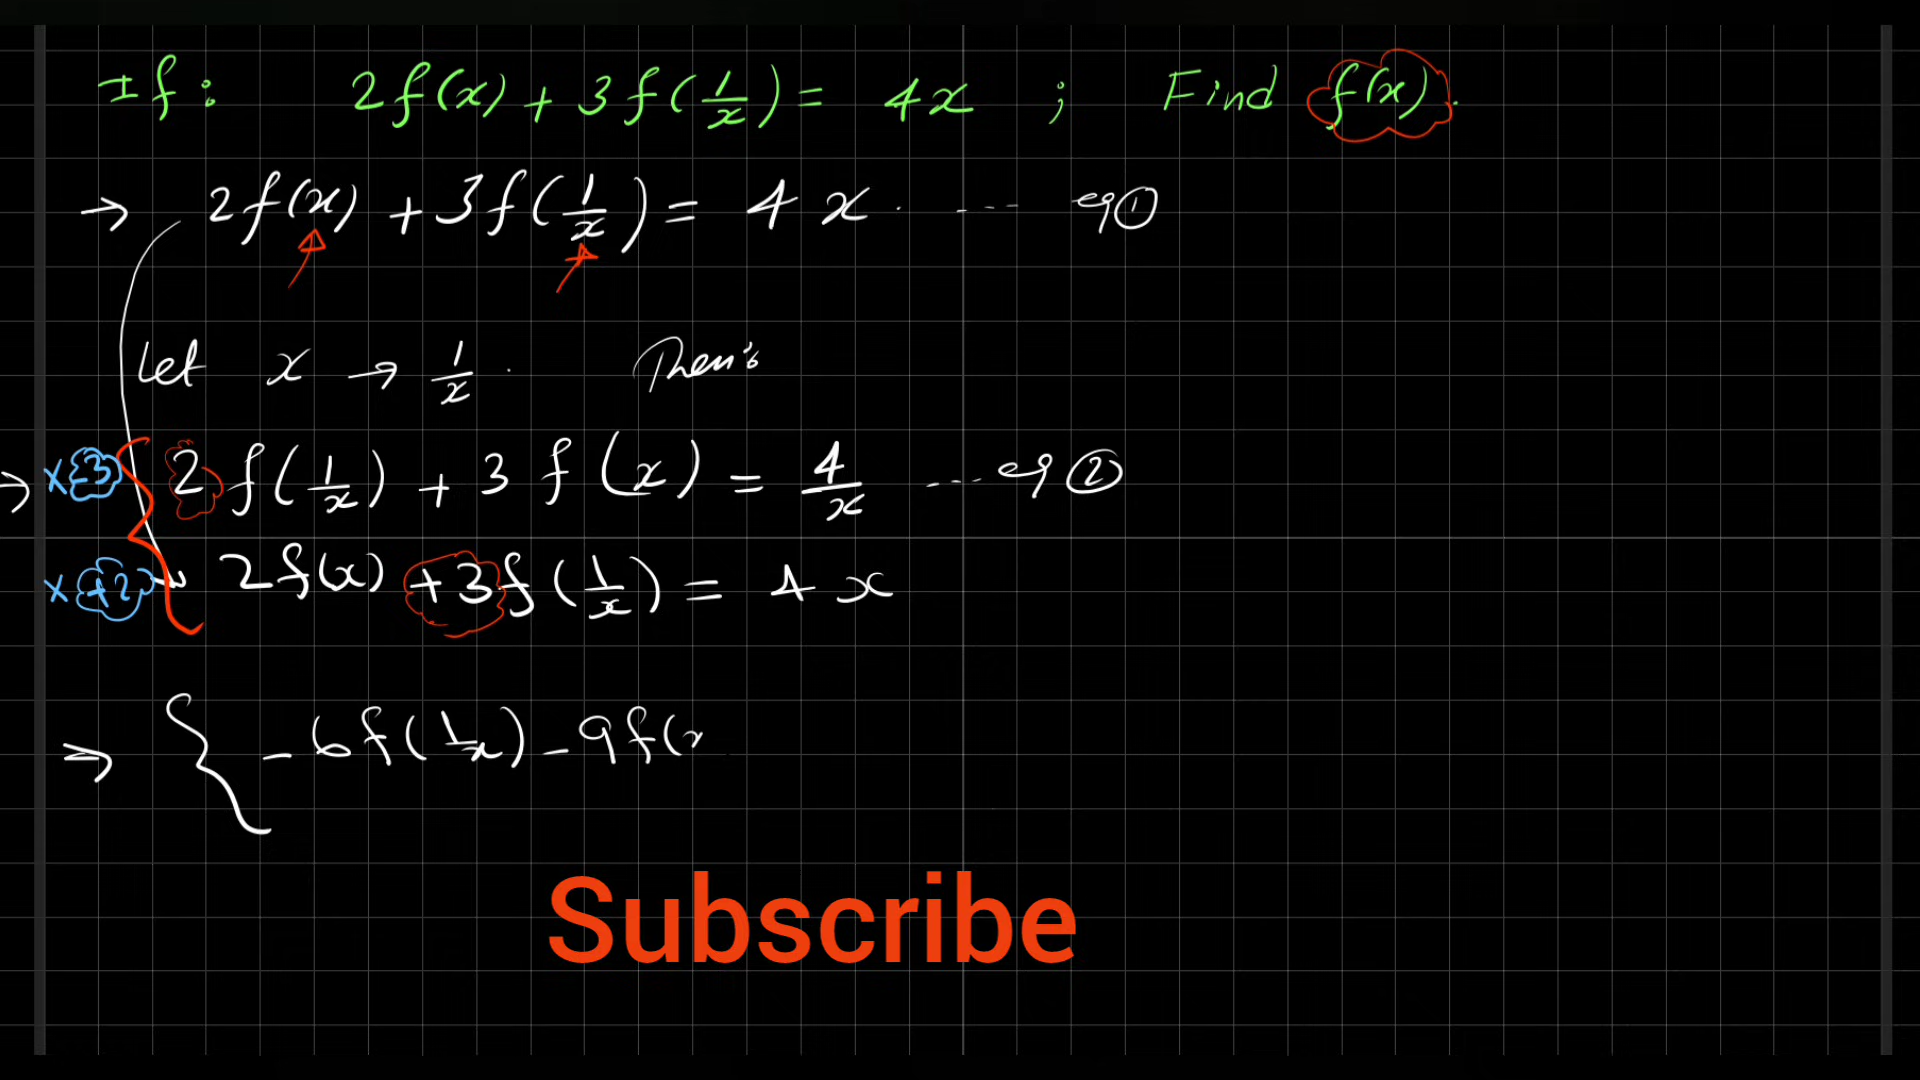 If: 2f(x) + 3f(1/x) = 4x ; Find f(x).
→ 2f(x) + 3f(1/x) = 4x. --- eq①
Let x → 1/x. Then:
→ x{-3} 2f(1/x) + 3f(x) = 4/x --- eq②
x{+2} 2f(x) +3f(1/x) = 4x
⇒ { -6f(1/x) - 9f(x
Subscribe